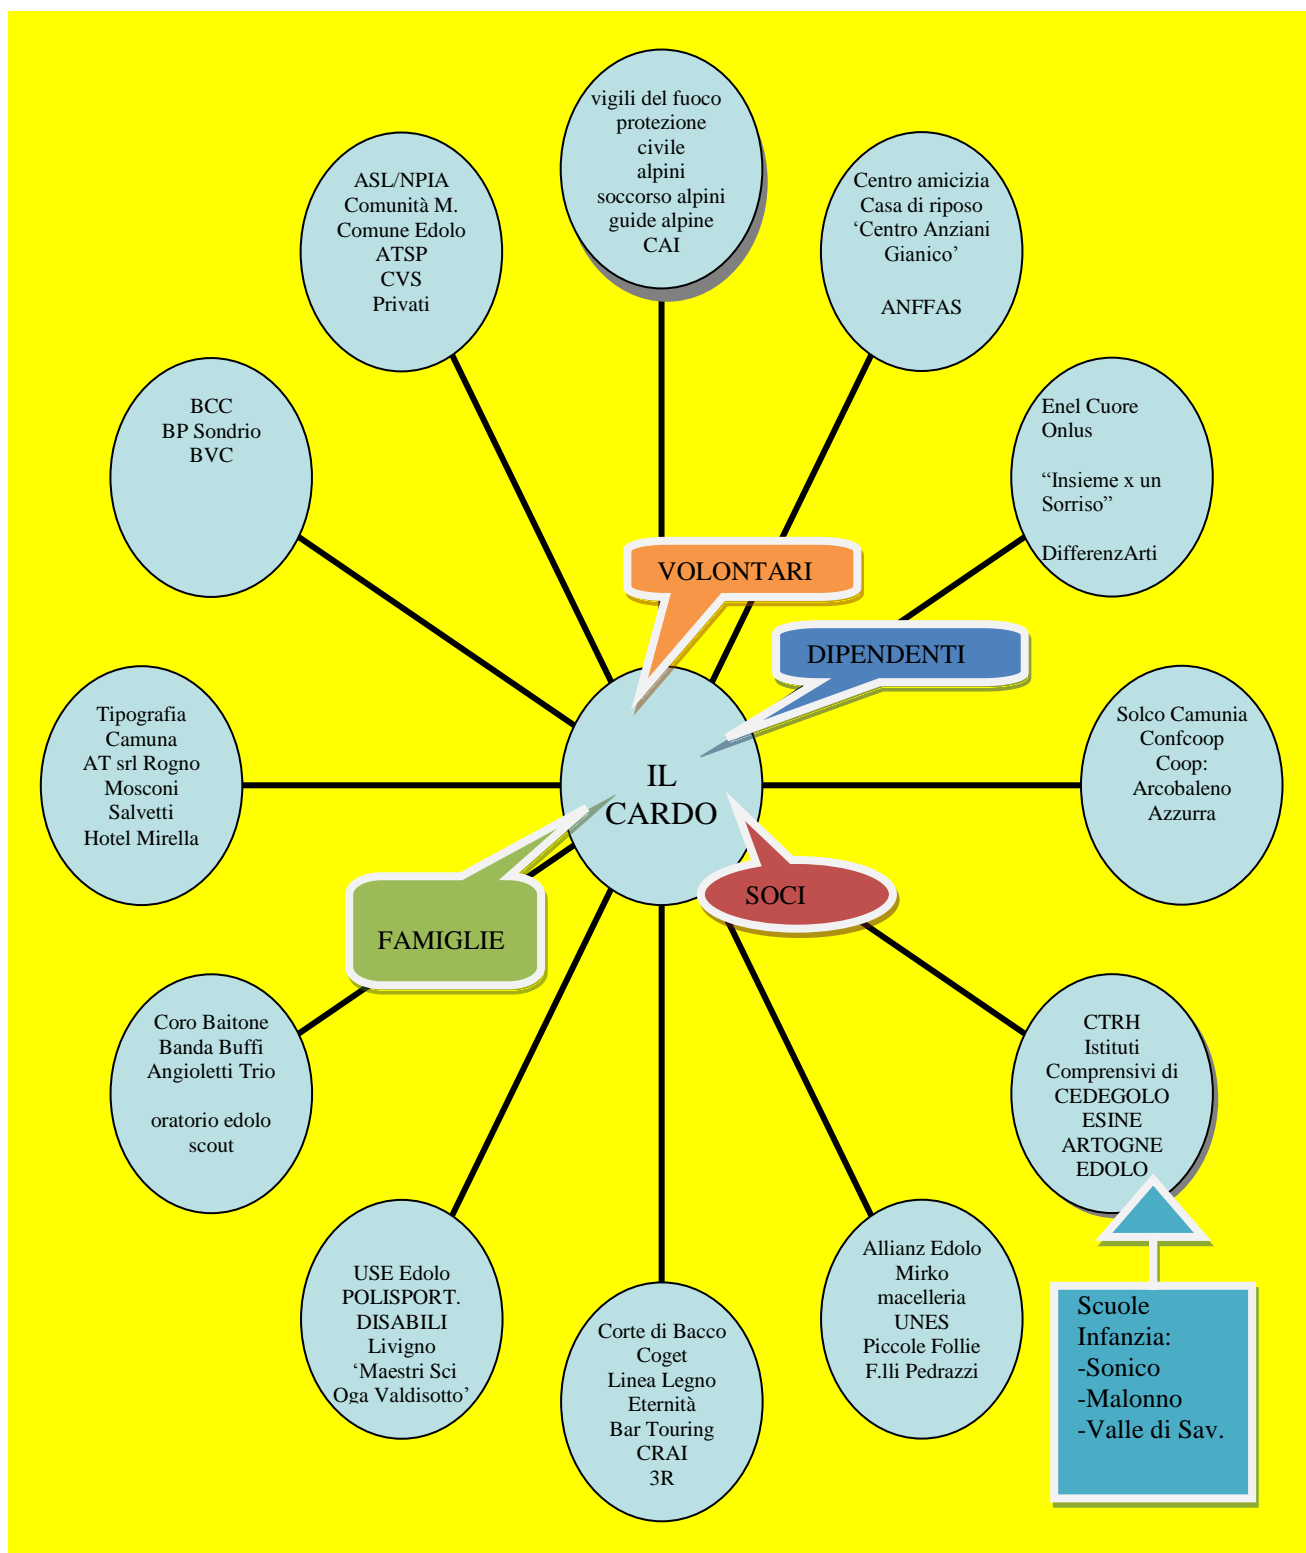 vigili del fuoco
protezione
civile
alpini
soccorso alpini
guide alpine
CAI
ASL/NPIA
Comunità M.
Comune Edolo
ATSP
CVS
Privati
Centro amicizia
Casa di riposo
‘Centro Anziani
Gianico’
ANFFAS
BCC
BP Sondrio
BVC
Enel Cuore
Onlus
“Insieme x un
Sorriso”
DifferenzArti
VOLONTARI
DIPENDENTI
Tipografia
Camuna
AT srl Rogno
Mosconi
Salvetti
Hotel Mirella
IL
CARDO
Solco Camunia
Confcoop
Coop:
Arcobaleno
Azzurra
FAMIGLIE
SOCI
Coro Baitone
Banda Buffi
Angioletti Trio
oratorio edolo
scout
CTRH
Istituti
Comprensivi di
CEDEGOLO
ESINE
ARTOGNE
EDOLO
USE Edolo
POLISPORT.
DISABILI
Livigno
‘Maestri Sci
Oga Valdisotto’
Corte di Bacco
Coget
Linea Legno
Eternità
Bar Touring
CRAI
3R
Allianz Edolo
Mirko
macelleria
UNES
Piccole Follie
F.lli Pedrazzi
Scuole
Infanzia:
-Sonico
-Malonno
-Valle di Sav.